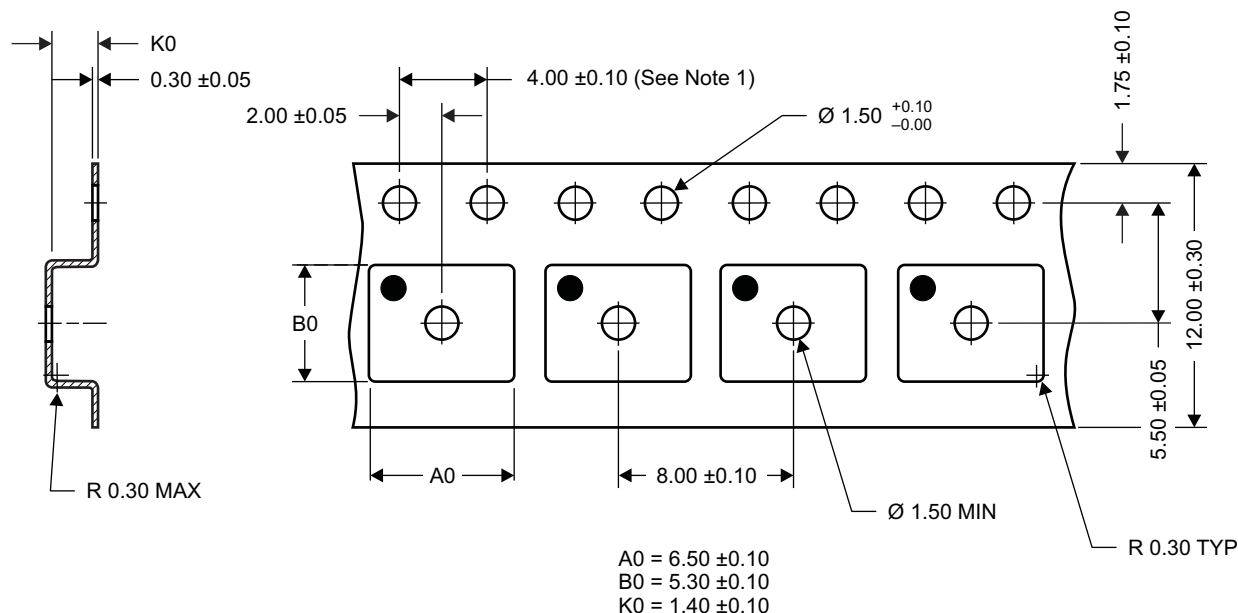 K0
0.30 ±0.05
4.00 ±0.10 (See Note 1)
2.00 ±0.05
Ø 1.50 +0.10
–0.00
1.75 ±0.10
B0
12.00 ±0.30
5.50 ±0.05
R 0.30 MAX
A0
8.00 ±0.10
Ø 1.50 MIN
R 0.30 TYP
A0 = 6.50 ±0.10
B0 = 5.30 ±0.10
K0 = 1.40 ±0.10